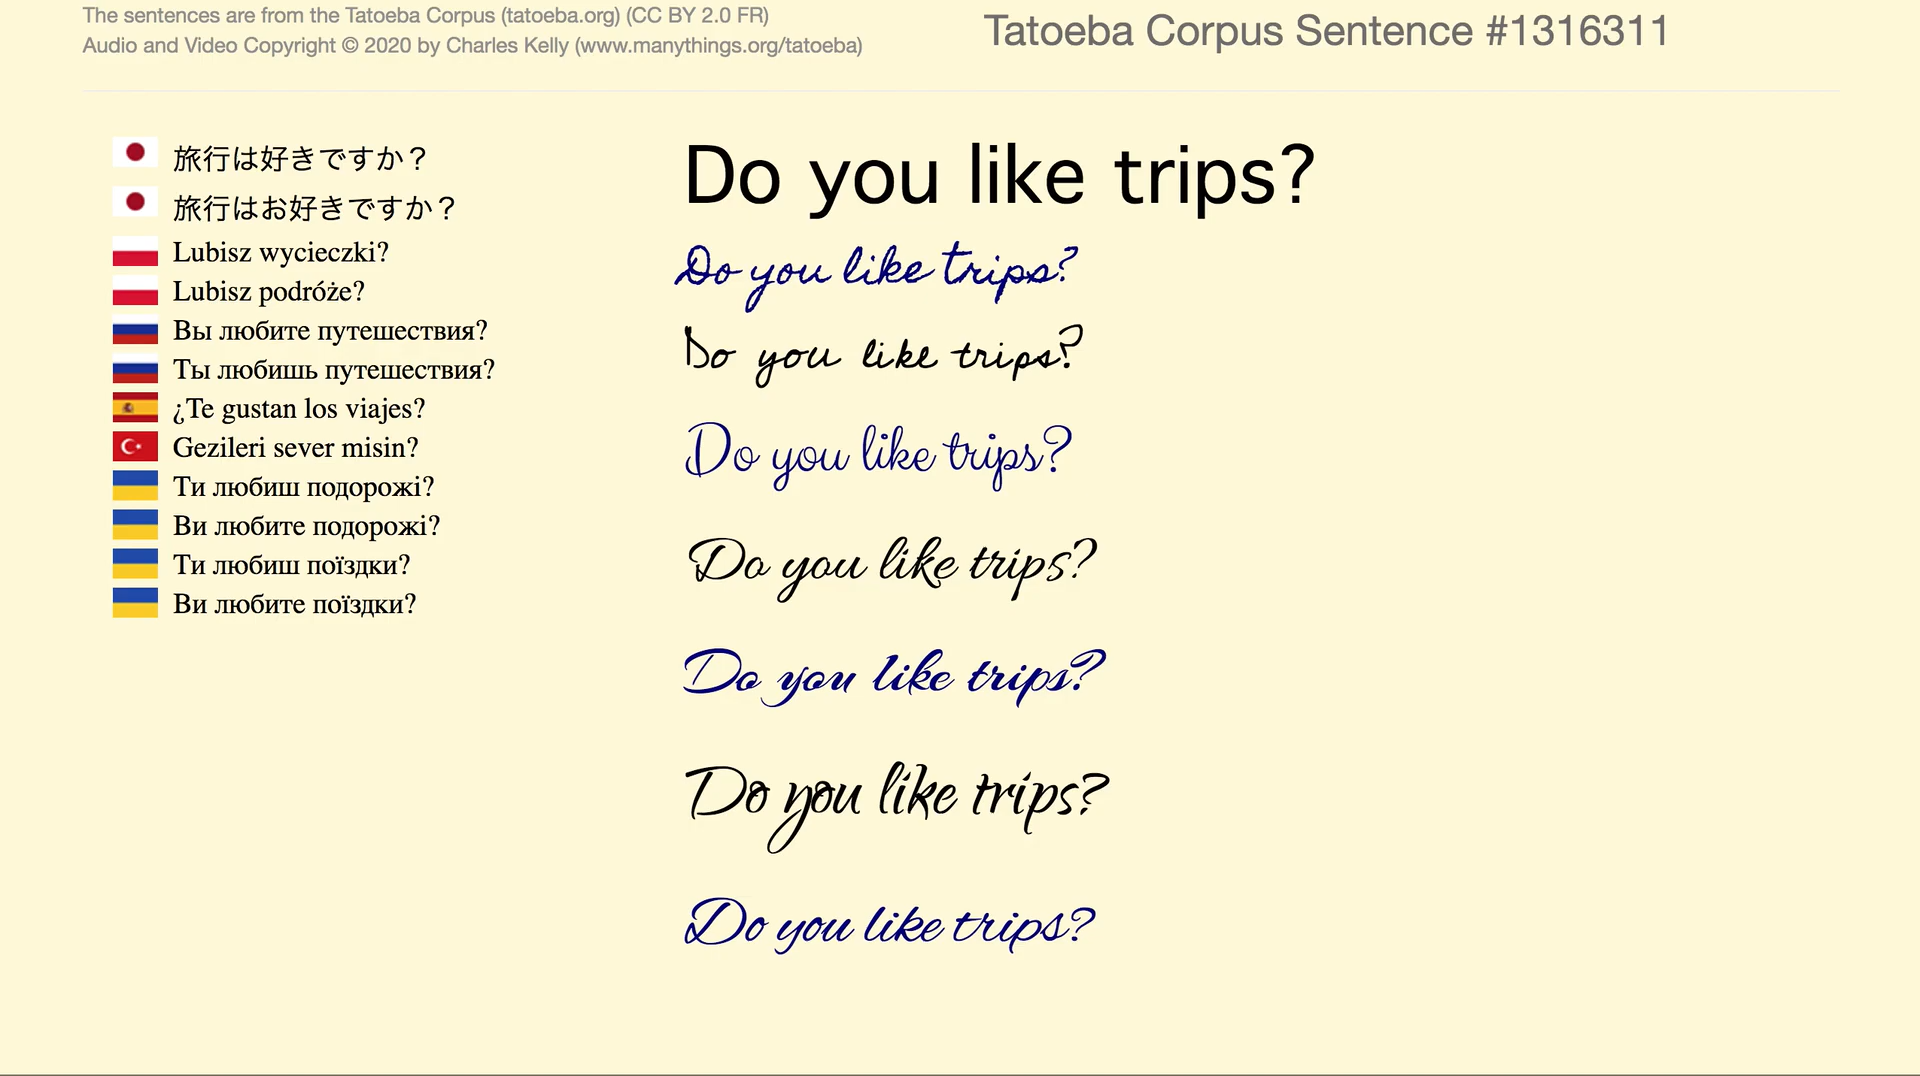 The sentences are from the Tatoeba Corpus (tatoeba.org) (CC BY 2.0 FR)
Audio and Video Copyright © 2020 by Charles Kelly (www.manythings.org/tatoeba)
Tatoeba Corpus Sentence #1316311
旅行は好きですか？
旅行はお好きですか？
Lubisz wycieczki?
Lubisz podróże?
Вы любите путешествия?
Ты любишь путешествия?
¿Te gustan los viajes?
Gezileri sever misin?
Ти любиш подорожі?
Ви любите подорожі?
Ти любиш поїздки?
Ви любите поїздки?
Do you like trips?
Do you like trips?
Do you like trips?
Do you like trips?
Do you like trips?
Do you like trips?
Do you like trips?
Do you like trips?